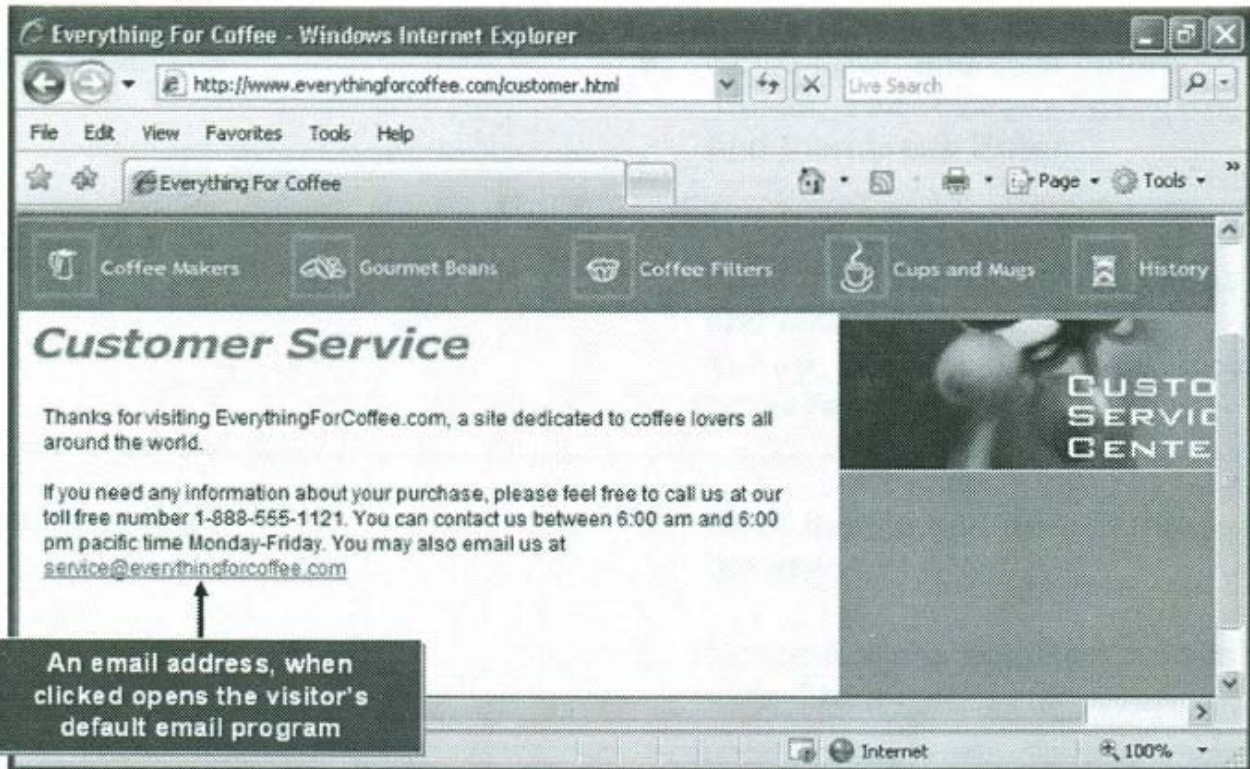 Everything For Coffee - Windows Internet Explorer
http://www.everythingforcoffee.com/customer.html
Live Search
File Edit View Favorites Tools Help
Everything For Coffee
Page Tools »
Coffee Makers Gourmet Beans Coffee Filters Cups and Mugs History
Customer Service
CUSTO
SERVIC
CENTE
Thanks for visiting EverythingForCoffee.com, a site dedicated to coffee lovers all
around the world.
If you need any information about your purchase, please feel free to call us at our
toll free number 1-888-555-1121. You can contact us between 6:00 am and 6:00
pm pacific time Monday-Friday. You may also email us at
service@everythingforcoffee.com
An email address, when
clicked opens the visitor's
default email program
Internet 100%